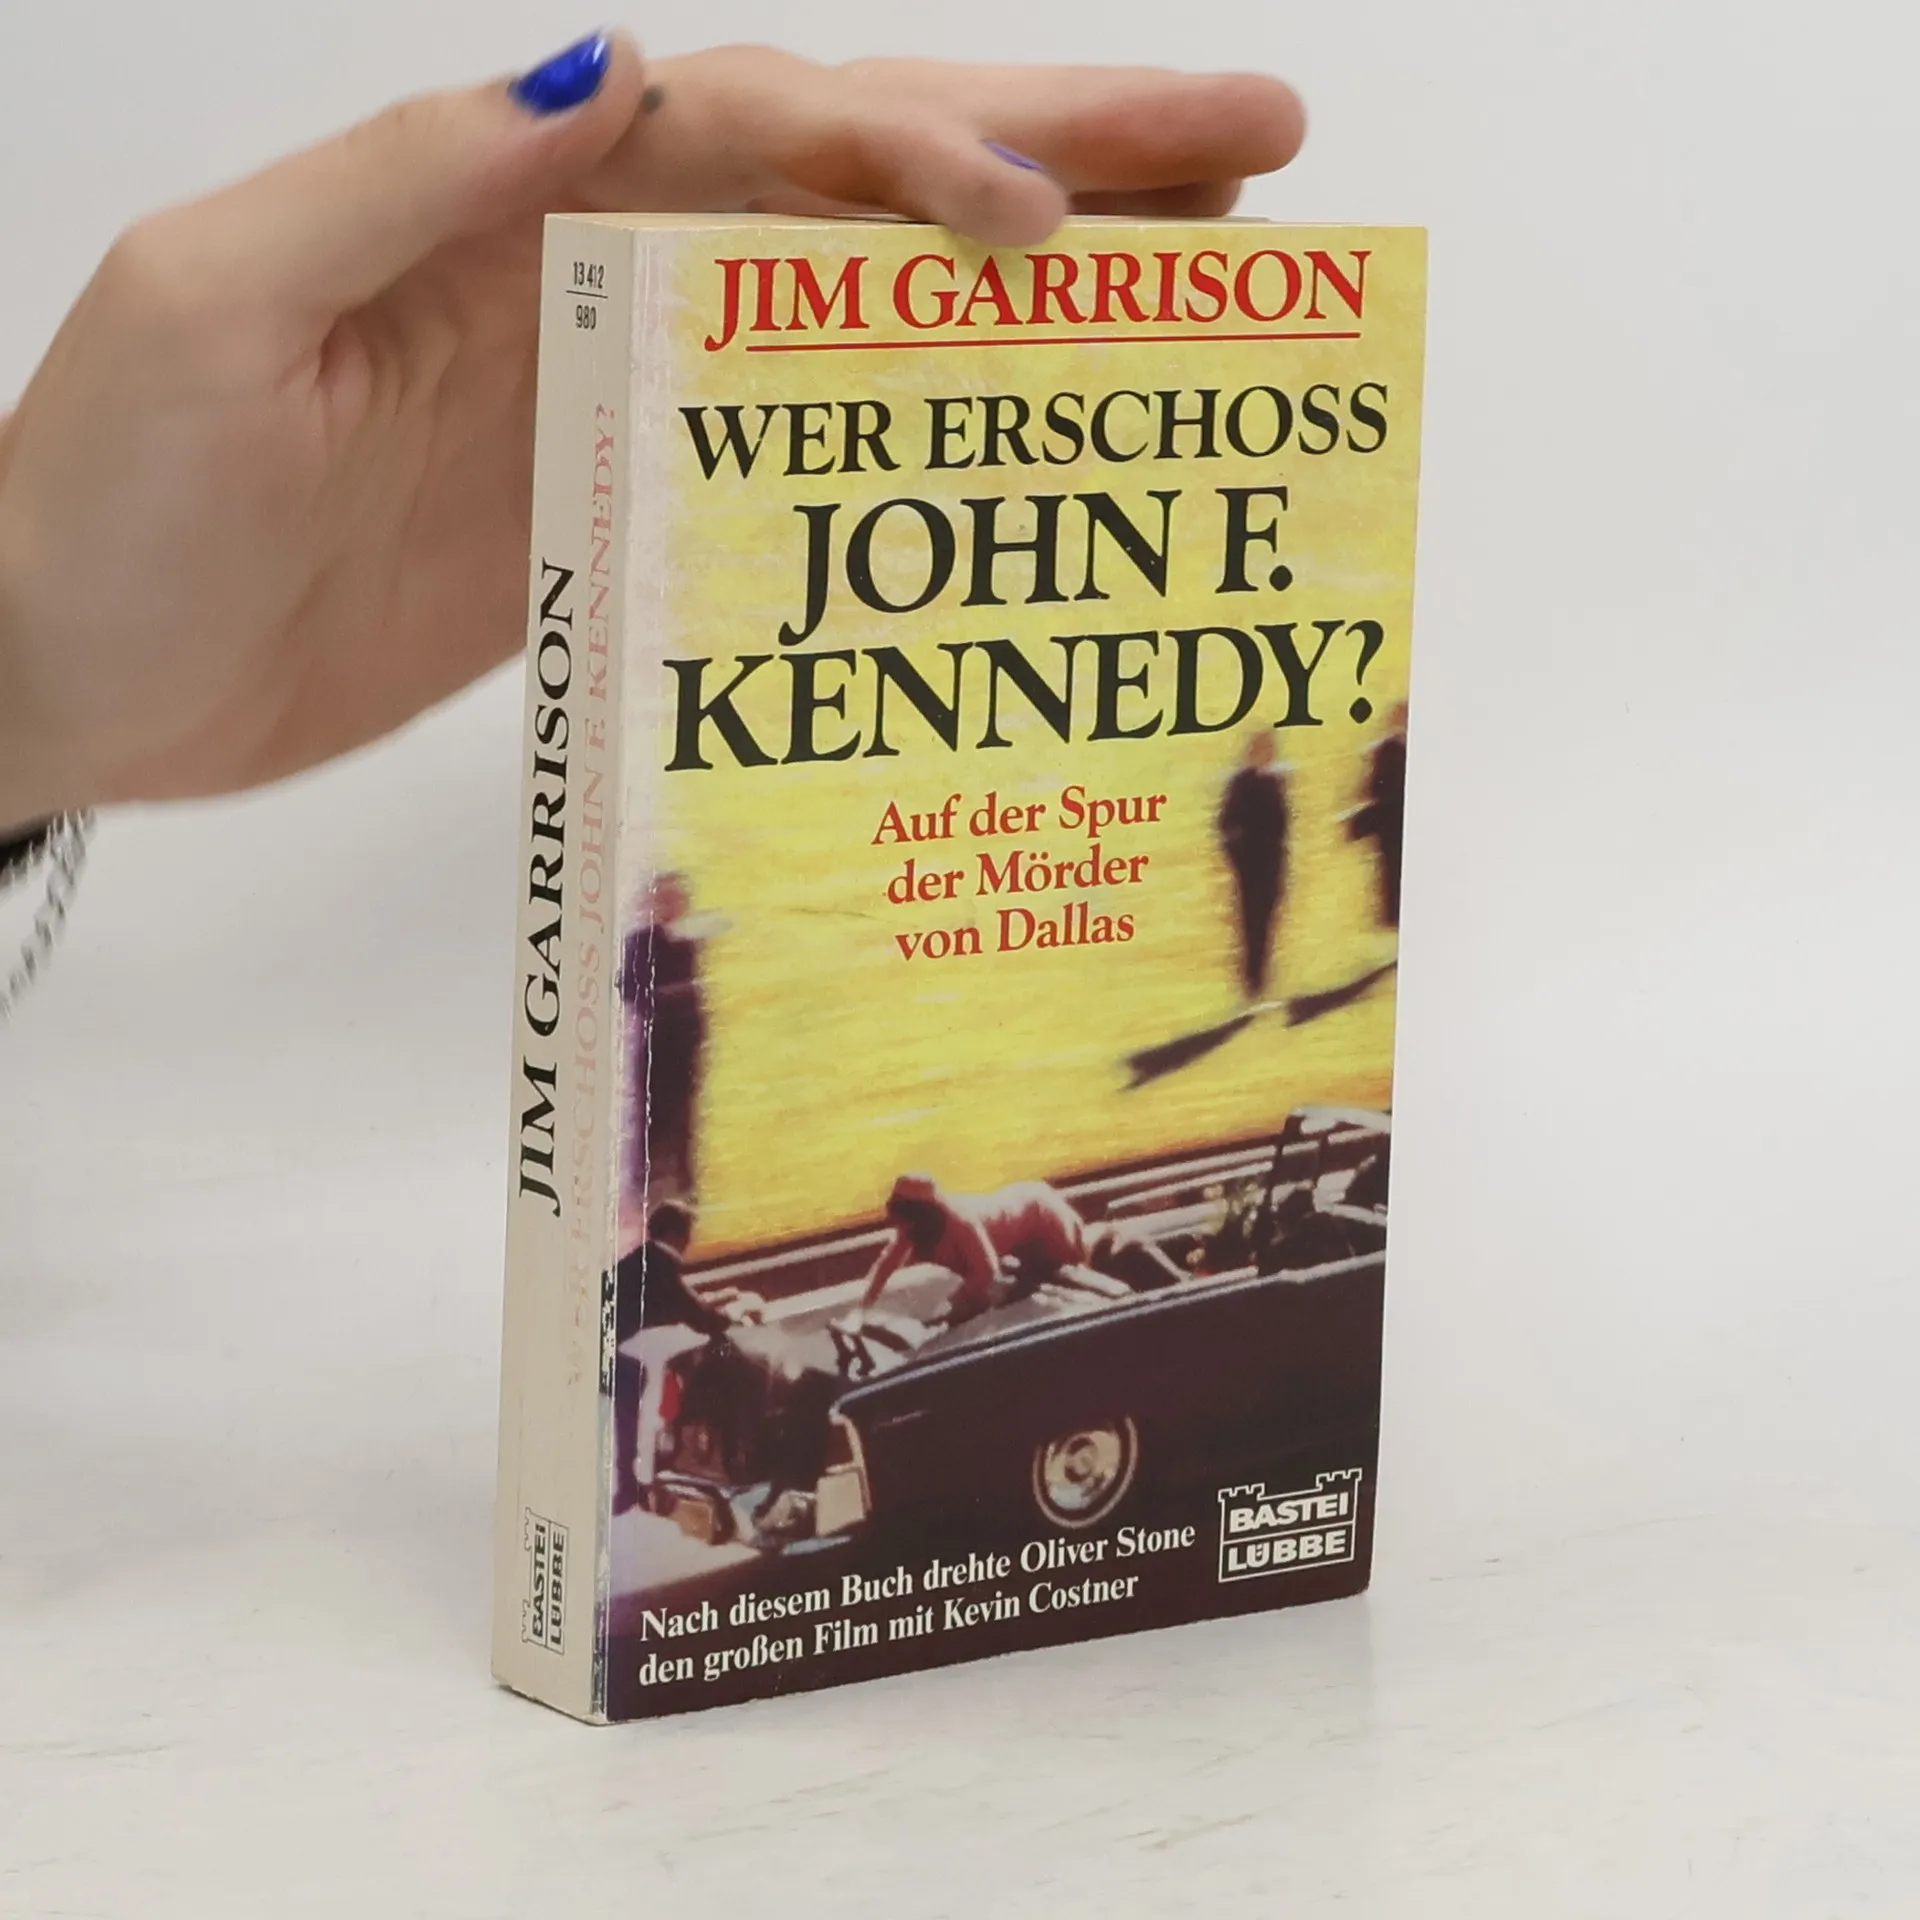 13 412
980
JIM GARRISON
WER ERSCHOSS JOHN F. KENNEDY?
BASTEI
LÜBBE
JIM GARRISON
WER ERSCHOSS
JOHN F.
KENNEDY?
Auf der Spur
der Mörder
von Dallas
Nach diesem Buch drehte Oliver Stone
den großen Film mit Kevin Costner
BASTEI
LÜBBE